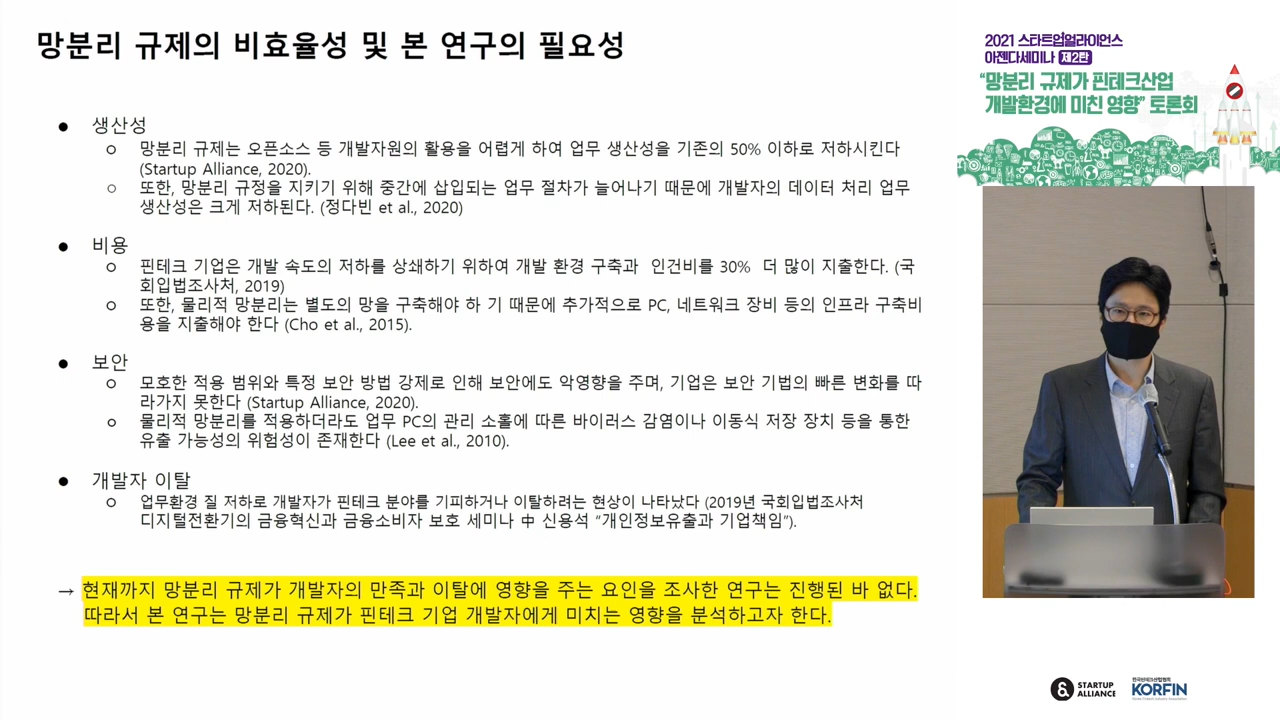 망분리 규제의 비효율성 및 본 연구의 필요성
● 생산성
○ 망분리 규제는 오픈소스 등 개발자원의 활용을 어렵게 하여 업무 생산성을 기존의 50% 이하로 저하시킨다
(Startup Alliance, 2020).
○ 또한, 망분리 규정을 지키기 위해 중간에 삽입되는 업무 절차가 늘어나기 때문에 개발자의 데이터 처리 업무
생산성은 크게 저하된다. (정다빈 et al., 2020)
● 비용
○ 핀테크 기업은 개발 속도의 저하를 상쇄하기 위하여 개발 환경 구축과 인건비를 30% 더 많이 지출한다. (국
회입법조사처, 2019)
○ 또한, 물리적 망분리는 별도의 망을 구축해야 하 기 때문에 추가적으로 PC, 네트워크 장비 등의 인프라 구축비
용을 지출해야 한다 (Cho et al., 2015).
● 보안
○ 모호한 적용 범위와 특정 보안 방법 강제로 인해 보안에도 악영향을 주며, 기업은 보안 기법의 빠른 변화를 따
라가지 못한다 (Startup Alliance, 2020).
○ 물리적 망분리를 적용하더라도 업무 PC의 관리 소홀에 따른 바이러스 감염이나 이동식 저장 장치 등을 통한
유출 가능성의 위험성이 존재한다 (Lee et al., 2010).
● 개발자 이탈
○ 업무환경 질 저하로 개발자가 핀테크 분야를 기피하거나 이탈하려는 현상이 나타났다 (2019년 국회입법조사처
디지털전환기의 금융혁신과 금융소비자 보호 세미나 中 신용석 “개인정보유출과 기업책임”).
→ 현재까지 망분리 규제가 개발자의 만족과 이탈에 영향을 주는 요인을 조사한 연구는 진행된 바 없다.
따라서 본 연구는 망분리 규제가 핀테크 기업 개발자에게 미치는 영향을 분석하고자 한다.
2021 스타트업얼라이언스
아젠다세미나 제2탄
“망분리 규제가 핀테크산업
개발환경에 미친 영향” 토론회
STARTUP
ALLIANCE
한국핀테크산업협회
KORFIN